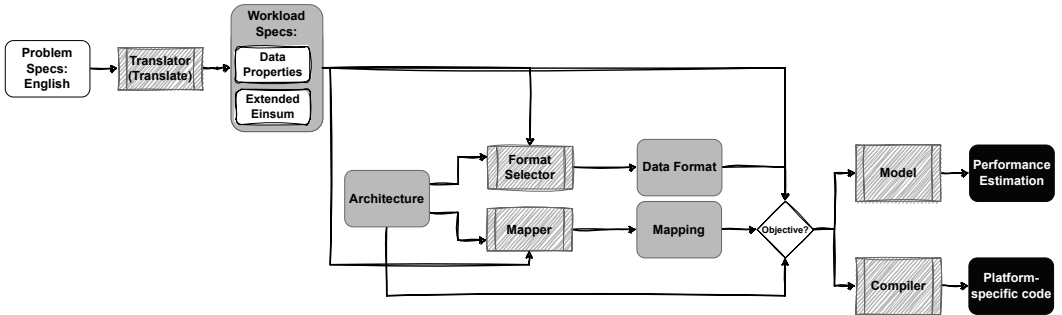 Problem
Specs:
English
Translator
(Translate)
Workload
Specs:
Data
Properties
Extended
Einsum
Architecture
Format
Selector
Mapper
Data Format
Mapping
Objective?
Model
Compiler
Performance
Estimation
Platform-
specific code